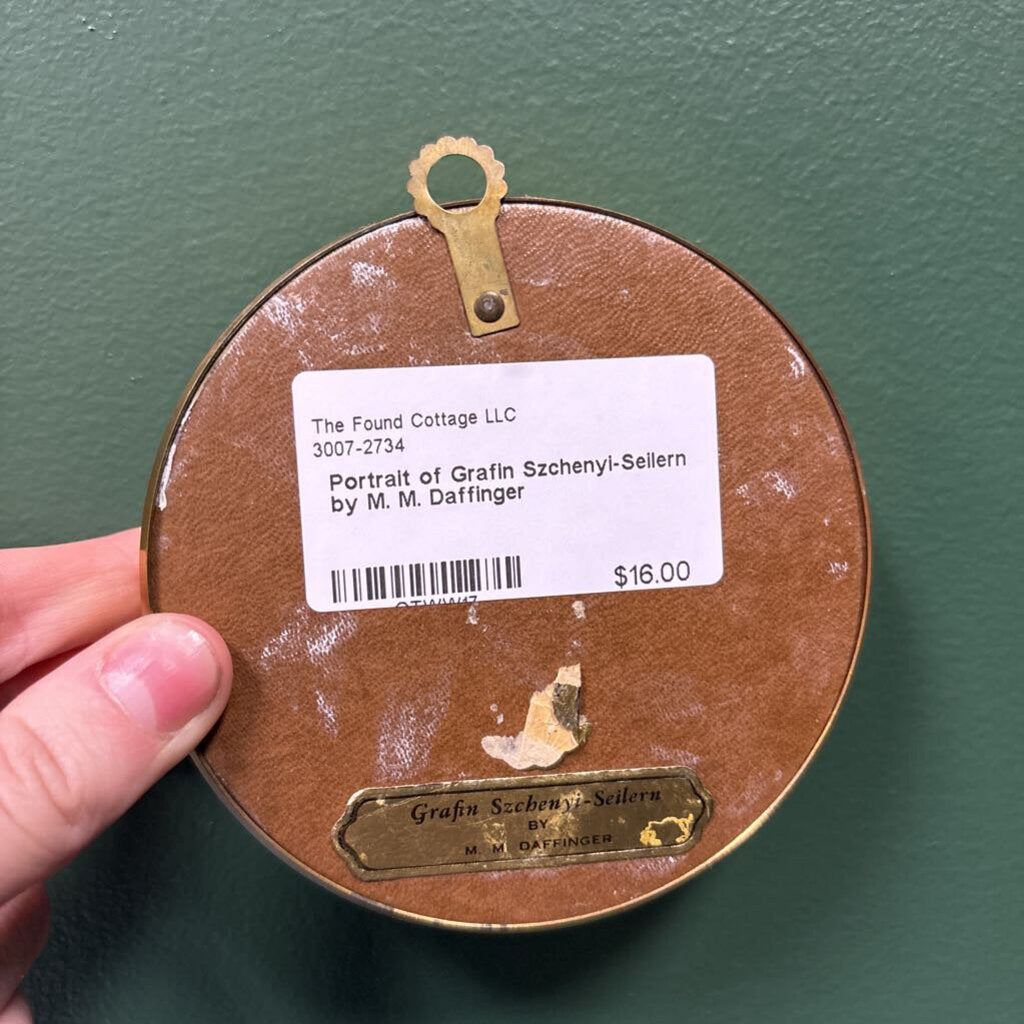 The Found Cottage LLC
3007-2734
Portrait of Grafin Szchenyi-Seilern
by M. M. Daffinger
$16.00
Grafin Szchenyi-Seilern
BY
M. M. DAFFINGER